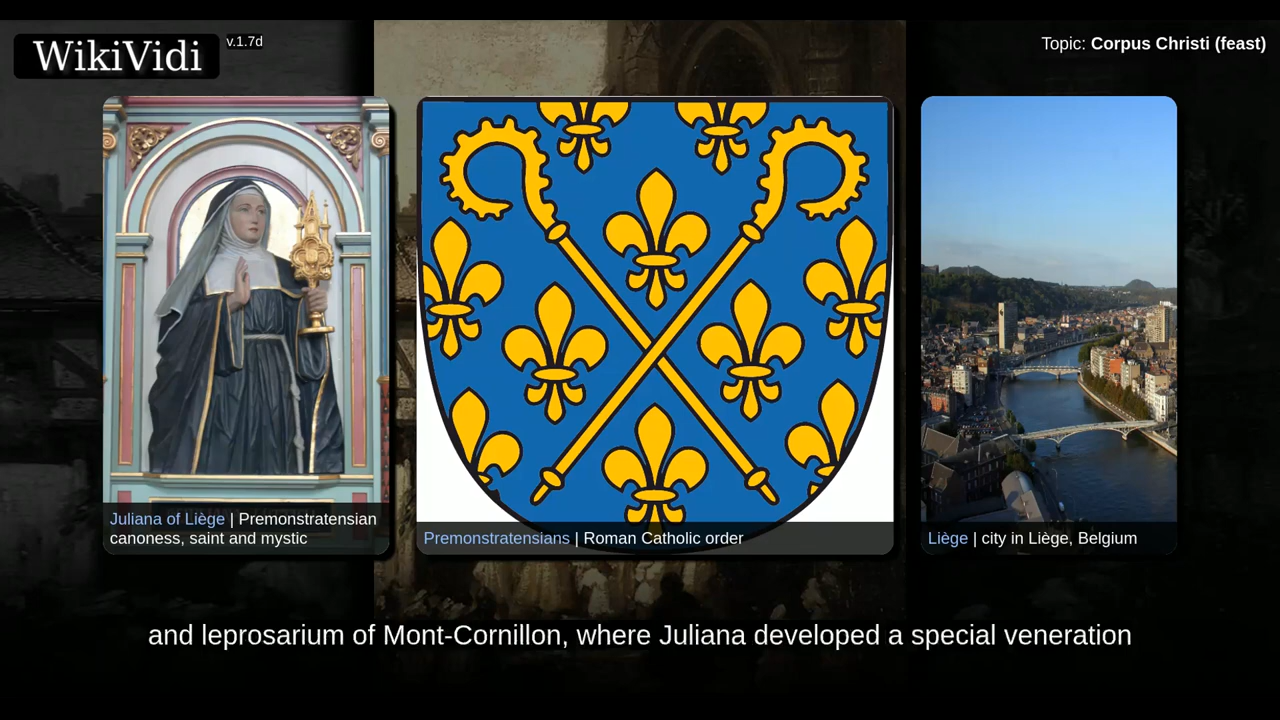 WikiVidi v.1.7d
Topic: Corpus Christi (feast)
Juliana of Liège | Premonstratensian
canoness, saint and mystic
Premonstratensians | Roman Catholic order
Liège | city in Liège, Belgium
and leprosarium of Mont-Cornillon, where Juliana developed a special veneration